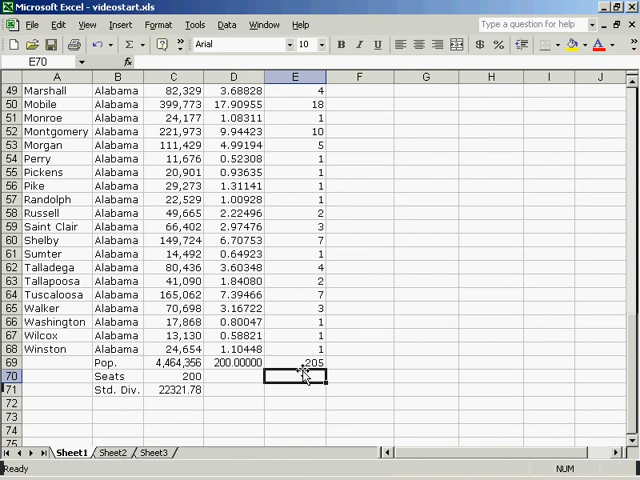 Microsoft Excel - videostart.xls
File Edit View Insert Format Tools Data Window Help Type a question for help
Arial 10 B I U $ %
E70 fx
A B C D E F G H I J
49 Marshall Alabama 82,329 3.68828 4
50 Mobile Alabama 399,773 17.90955 18
51 Monroe Alabama 24,177 1.08311 1
52 Montgomery Alabama 221,973 9.94423 10
53 Morgan Alabama 111,429 4.99194 5
54 Perry Alabama 11,676 0.52308 1
55 Pickens Alabama 20,901 0.93635 1
56 Pike Alabama 29,273 1.31141 1
57 Randolph Alabama 22,529 1.00928 1
58 Russell Alabama 49,665 2.22496 2
59 Saint Clair Alabama 66,402 2.97476 3
60 Shelby Alabama 149,724 6.70753 7
61 Sumter Alabama 14,492 0.64923 1
62 Talladega Alabama 80,436 3.60348 4
63 Tallapoosa Alabama 41,090 1.84080 2
64 Tuscaloosa Alabama 165,062 7.39466 7
65 Walker Alabama 70,698 3.16722 3
66 Washington Alabama 17,868 0.80047 1
67 Wilcox Alabama 13,130 0.58821 1
68 Winston Alabama 24,654 1.10448 1
69 Pop. 4,464,356 200.00000 205
70 Seats 200
71 Std. Div. 22321.78
72
73
74
75
Sheet1 Sheet2 Sheet3
Ready NUM